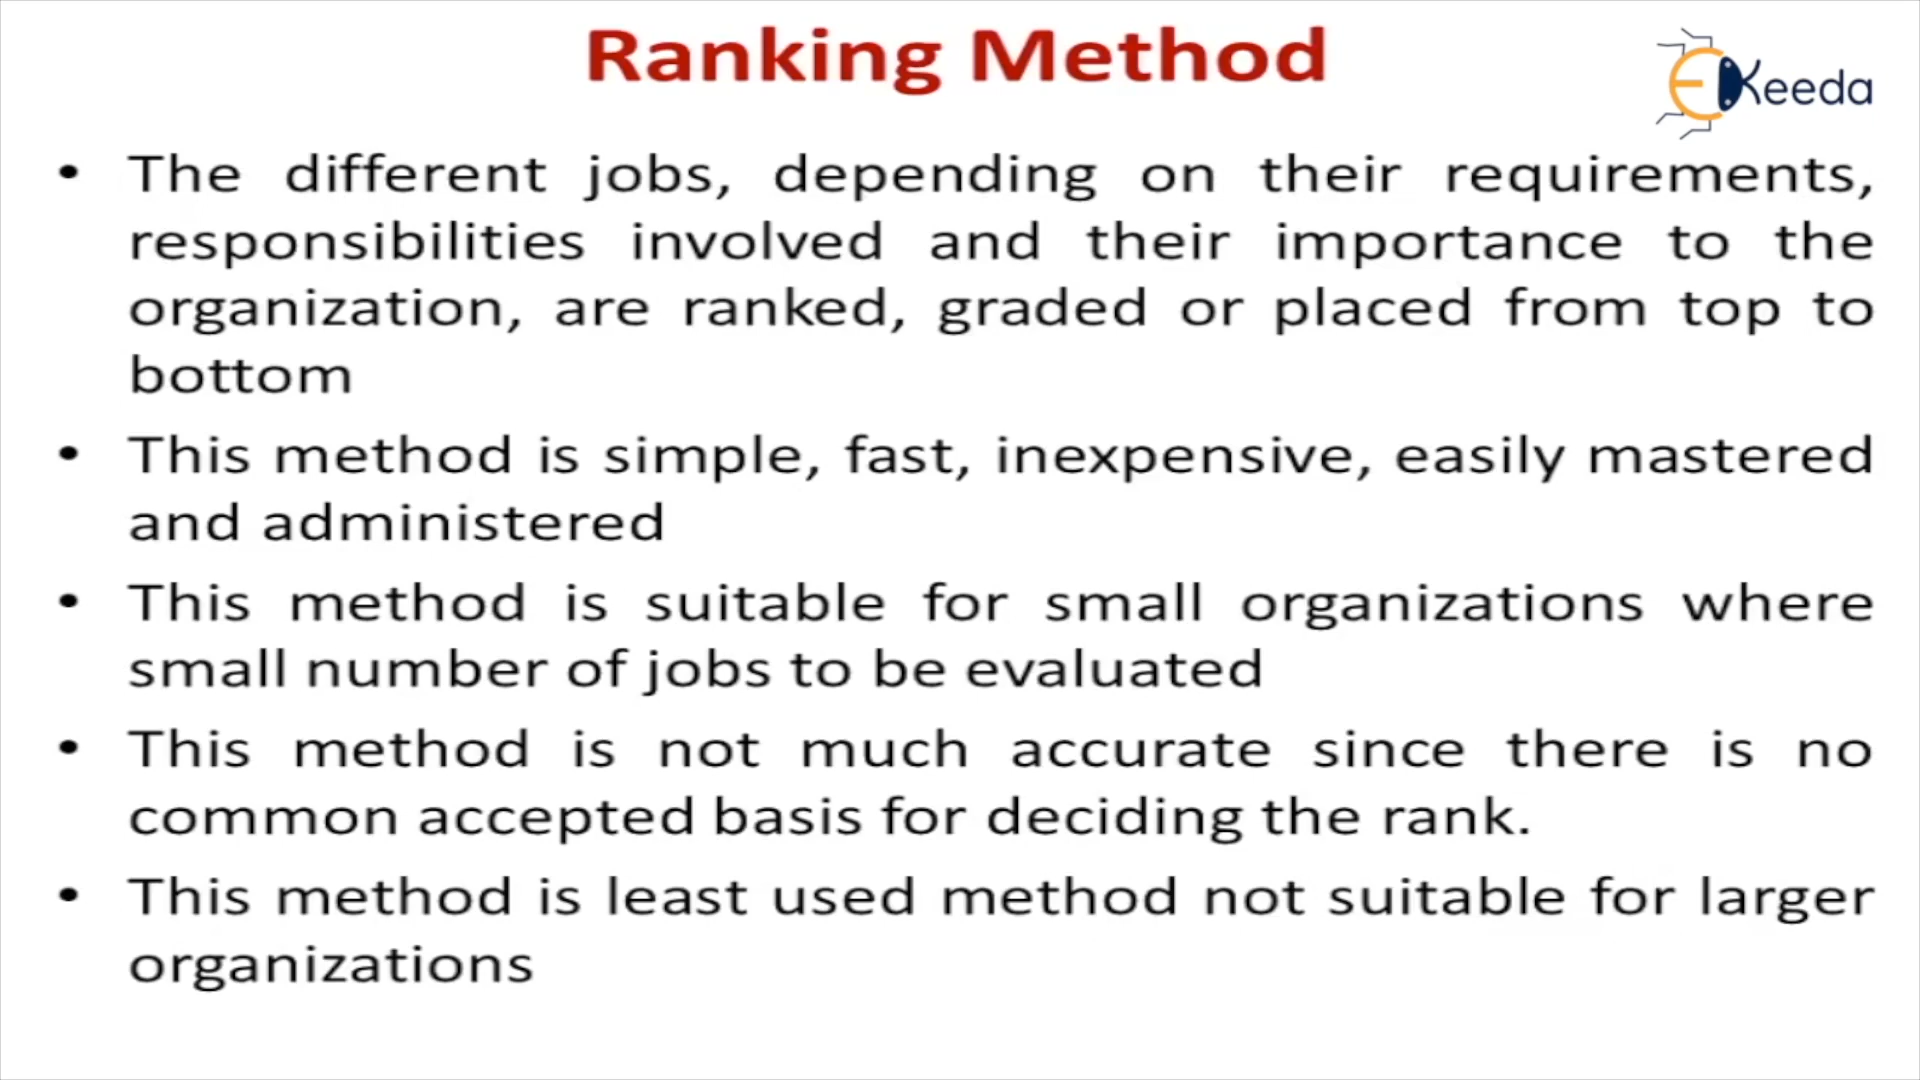 Ranking Method
EKeeda
• The different jobs, depending on their requirements,
responsibilities involved and their importance to the
organization, are ranked, graded or placed from top to
bottom
• This method is simple, fast, inexpensive, easily mastered
and administered
• This method is suitable for small organizations where
small number of jobs to be evaluated
• This method is not much accurate since there is no
common accepted basis for deciding the rank.
• This method is least used method not suitable for larger
organizations